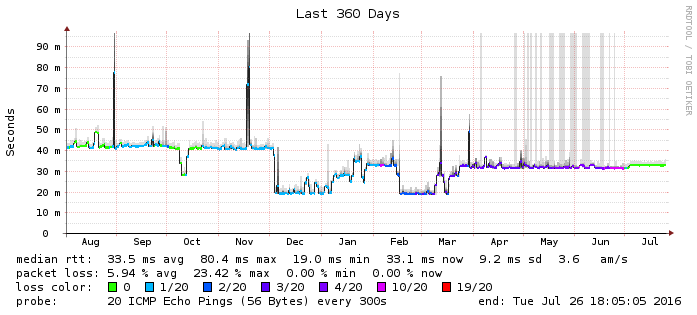 Last 360 Days
RRDTOOL / TOBI OETIKER
Seconds
90 m
80 m
70 m
60 m
50 m
40 m
30 m
20 m
10 m
0
Aug Sep Oct Nov Dec Jan Feb Mar Apr May Jun Jul
median rtt: 33.5 ms avg 80.4 ms max 19.0 ms min 33.1 ms now 9.2 ms sd 3.6 am/s
packet loss: 5.94 % avg 23.42 % max 0.00 % min 0.00 % now
loss color: 0 1/20 2/20 3/20 4/20 10/20 19/20
probe: 20 ICMP Echo Pings (56 Bytes) every 300s end: Tue Jul 26 18:05:05 2016